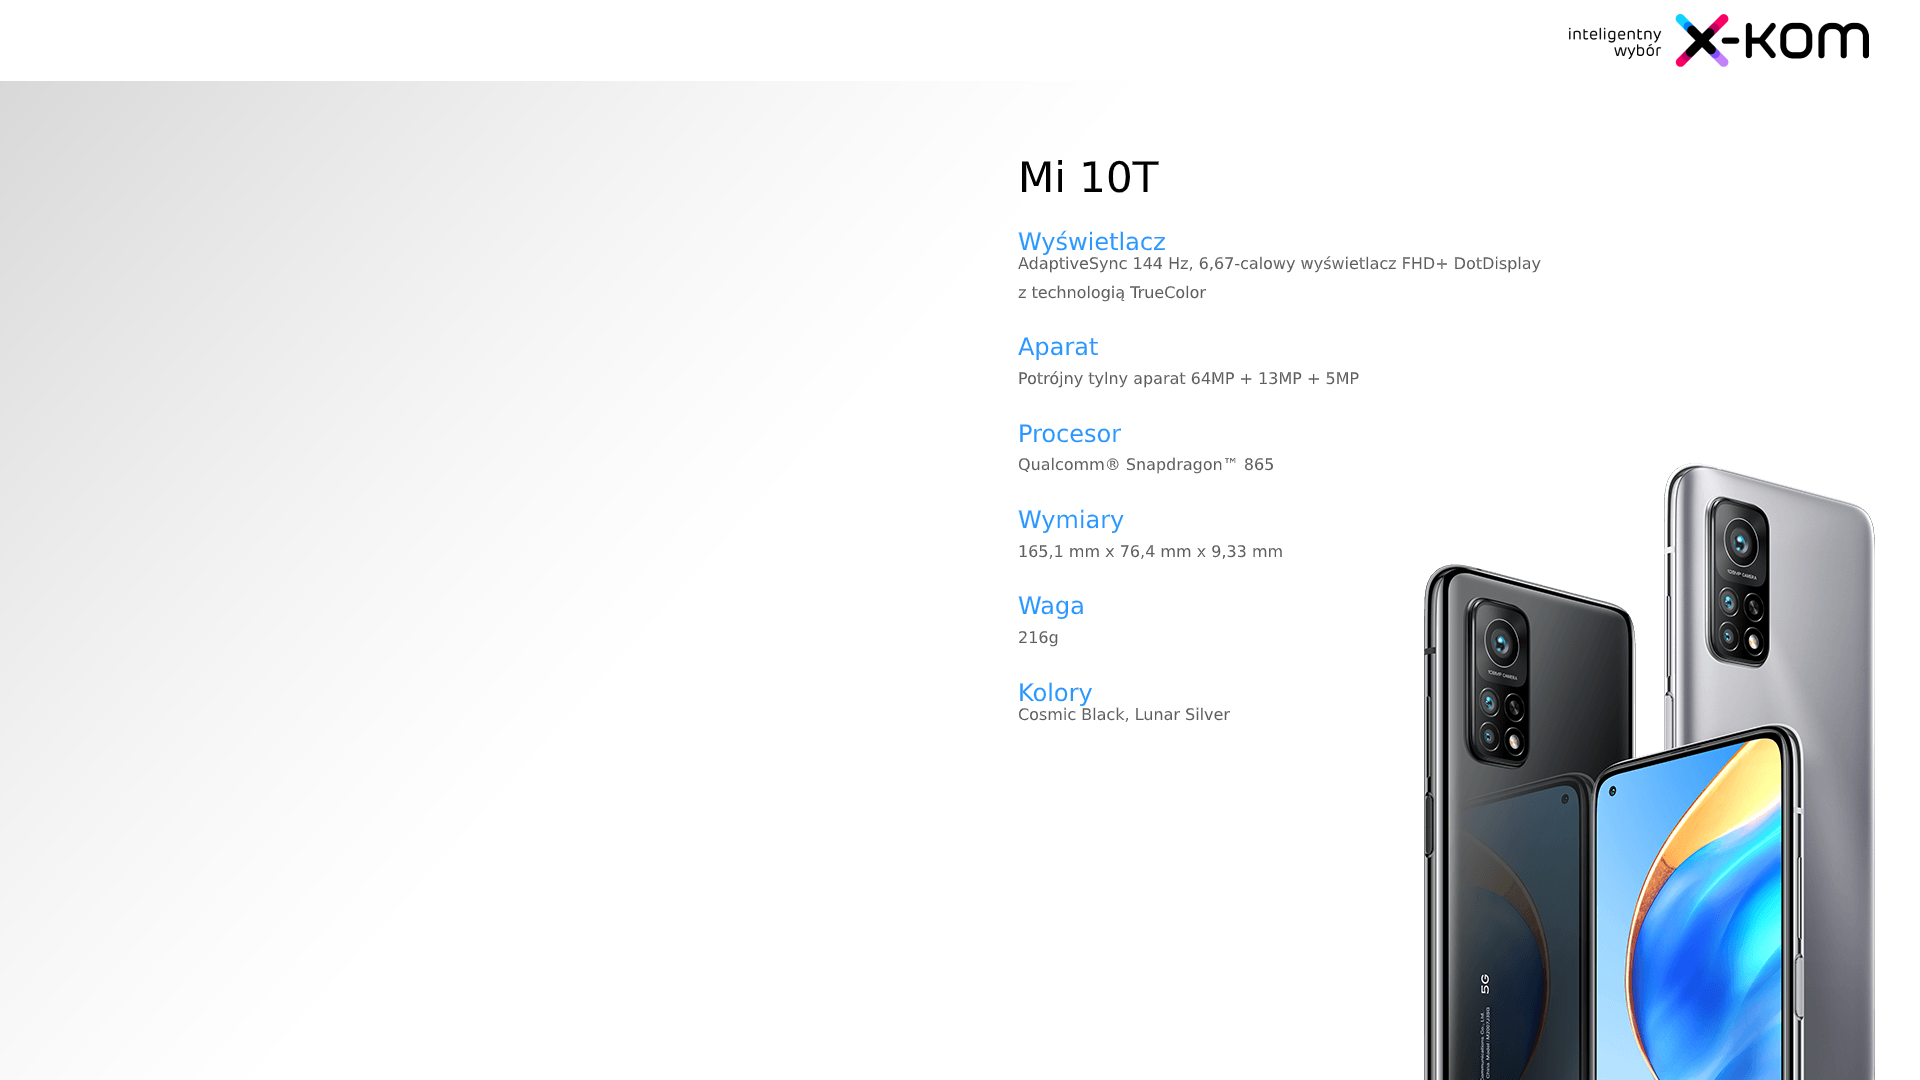 inteligentny
wybór
x-kom
Mi 10T
Wyświetlacz
AdaptiveSync 144 Hz, 6,67-calowy wyświetlacz FHD+ DotDisplay
z technologią TrueColor
Aparat
Potrójny tylny aparat 64MP + 13MP + 5MP
Procesor
Qualcomm® Snapdragon™ 865
Wymiary
165,1 mm x 76,4 mm x 9,33 mm
Waga
216g
Kolory
Cosmic Black, Lunar Silver
5G